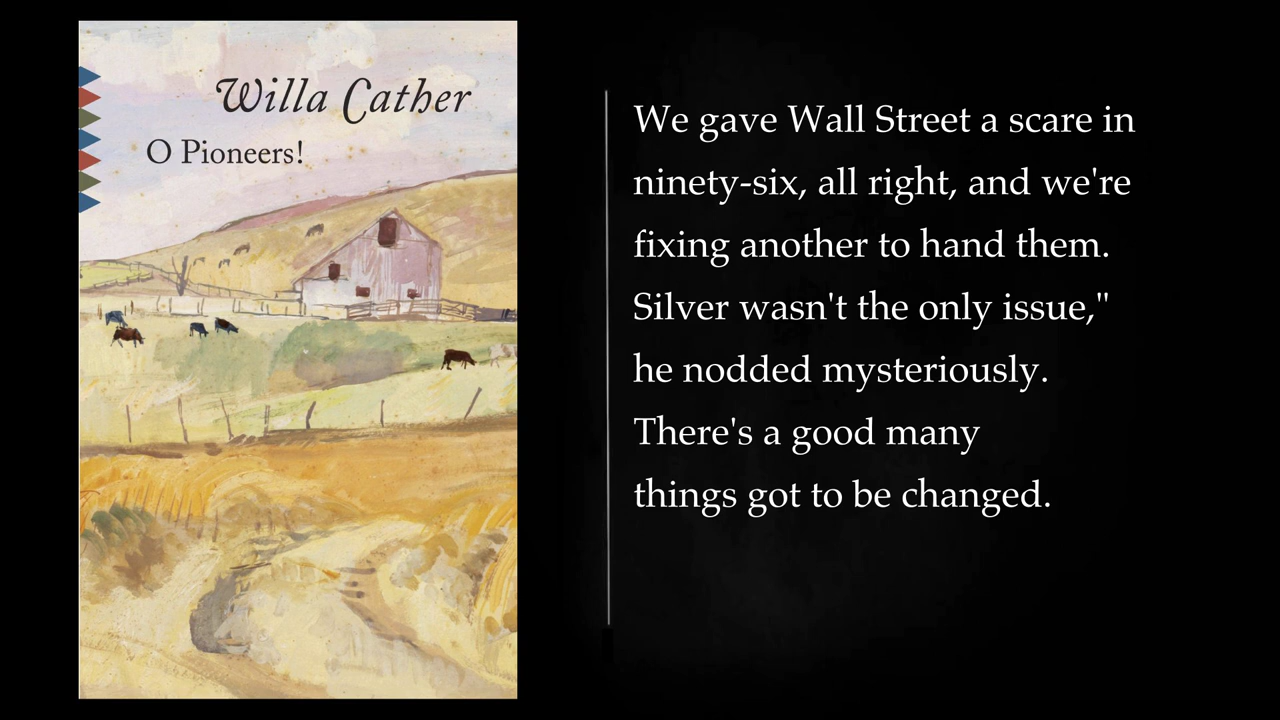 Willa Cather
O Pioneers!
We gave Wall Street a scare in
ninety-six, all right, and we're
fixing another to hand them.
Silver wasn't the only issue,"
he nodded mysteriously.
There's a good many
things got to be changed.